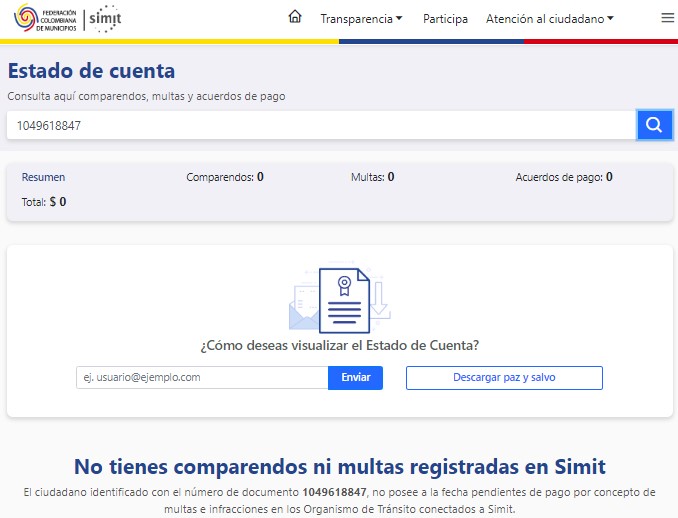 FEDERACIÓN
COLOMBIANA
DE MUNICIPIOS
simit
Transparencia Participa Atención al ciudadano
Estado de cuenta
Consulta aquí comparendos, multas y acuerdos de pago
1049618847
Resumen Comparendos: 0 Multas: 0 Acuerdos de pago: 0
Total: $ 0
¿Cómo deseas visualizar el Estado de Cuenta?
ej. usuario@ejemplo.com Enviar Descargar paz y salvo
No tienes comparendos ni multas registradas en Simit
El ciudadano identificado con el número de documento 1049618847, no posee a la fecha pendientes de pago por concepto de
multas e infracciones en los Organismo de Tránsito conectados a Simit.